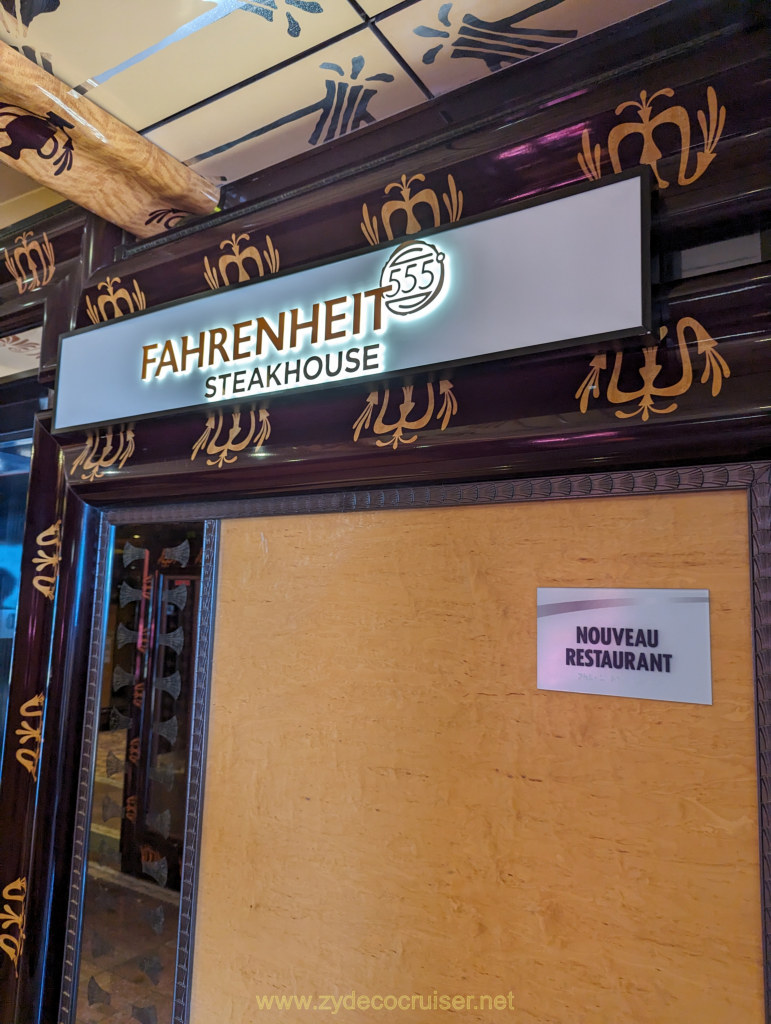 FAHRENHEIT 555
STEAKHOUSE
NOUVEAU
RESTAURANT
www.zydecocruiser.net